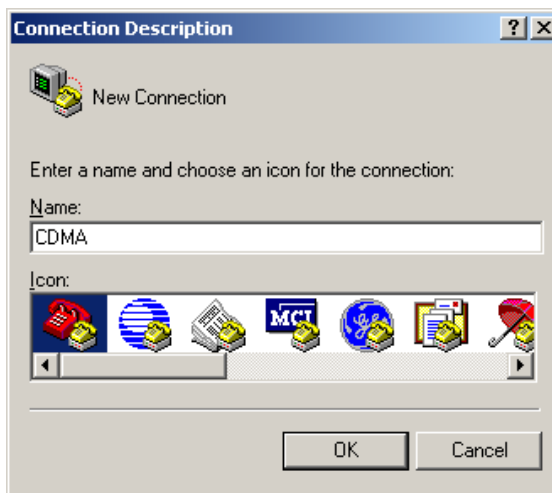 Connection Description
New Connection
Enter a name and choose an icon for the connection:
Name:
CDMA
Icon:
MCI
OK Cancel